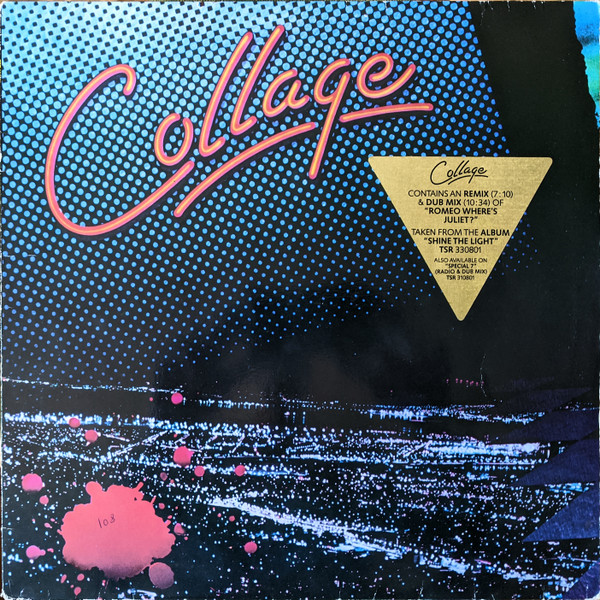 Collage
Collage
CONTAINS AN REMIX (7:10)
& DUB MIX (10:34) OF
"ROMEO WHERE'S
JULIET?"
TAKEN FROM THE ALBUM
"SHINE THE LIGHT"
TSR 330801
ALSO AVAILABLE ON
"SPECIAL 7"
(RADIO & DUB MIX)
TSR 310801
103